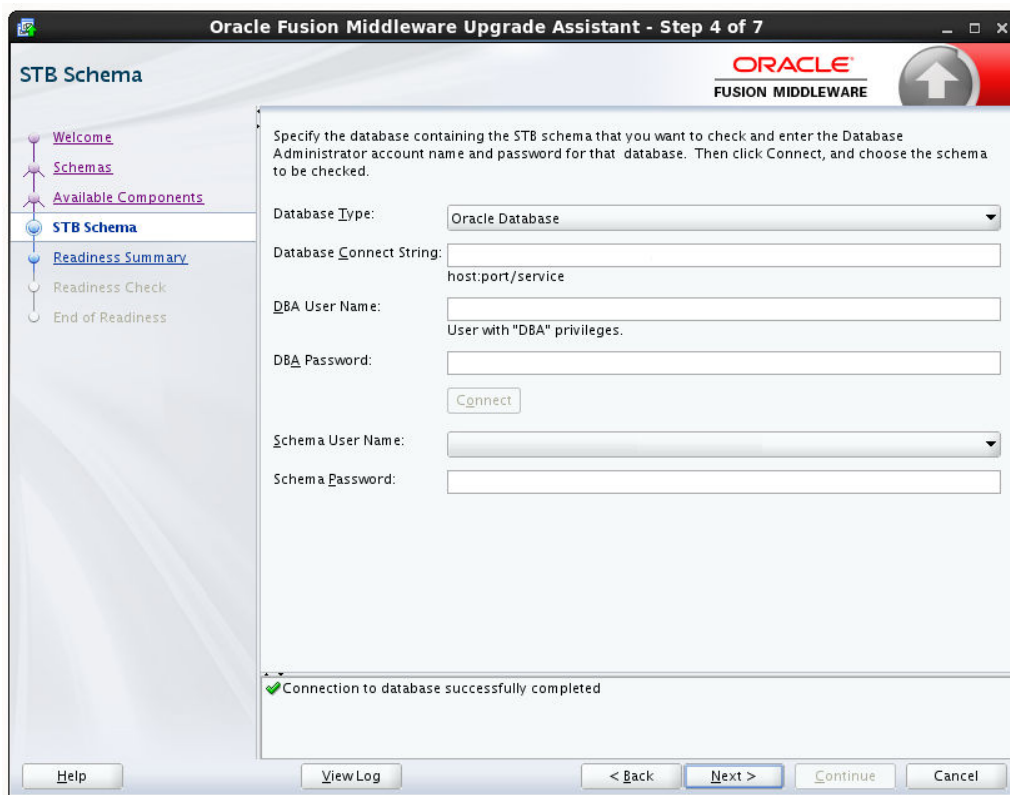 Oracle Fusion Middleware Upgrade Assistant - Step 4 of 7
STB Schema
ORACLE
FUSION MIDDLEWARE
Welcome
Schemas
Available Components
STB Schema
Readiness Summary
Readiness Check
End of Readiness
Specify the database containing the STB schema that you want to check and enter the Database
Administrator account name and password for that database. Then click Connect, and choose the schema
to be checked.
Database Type:
Oracle Database
Database Connect String:
host:port/service
DBA User Name:
User with "DBA" privileges.
DBA Password:
Connect
Schema User Name:
Schema Password:
Connection to database successfully completed
Help
View Log
< Back
Next >
Continue
Cancel